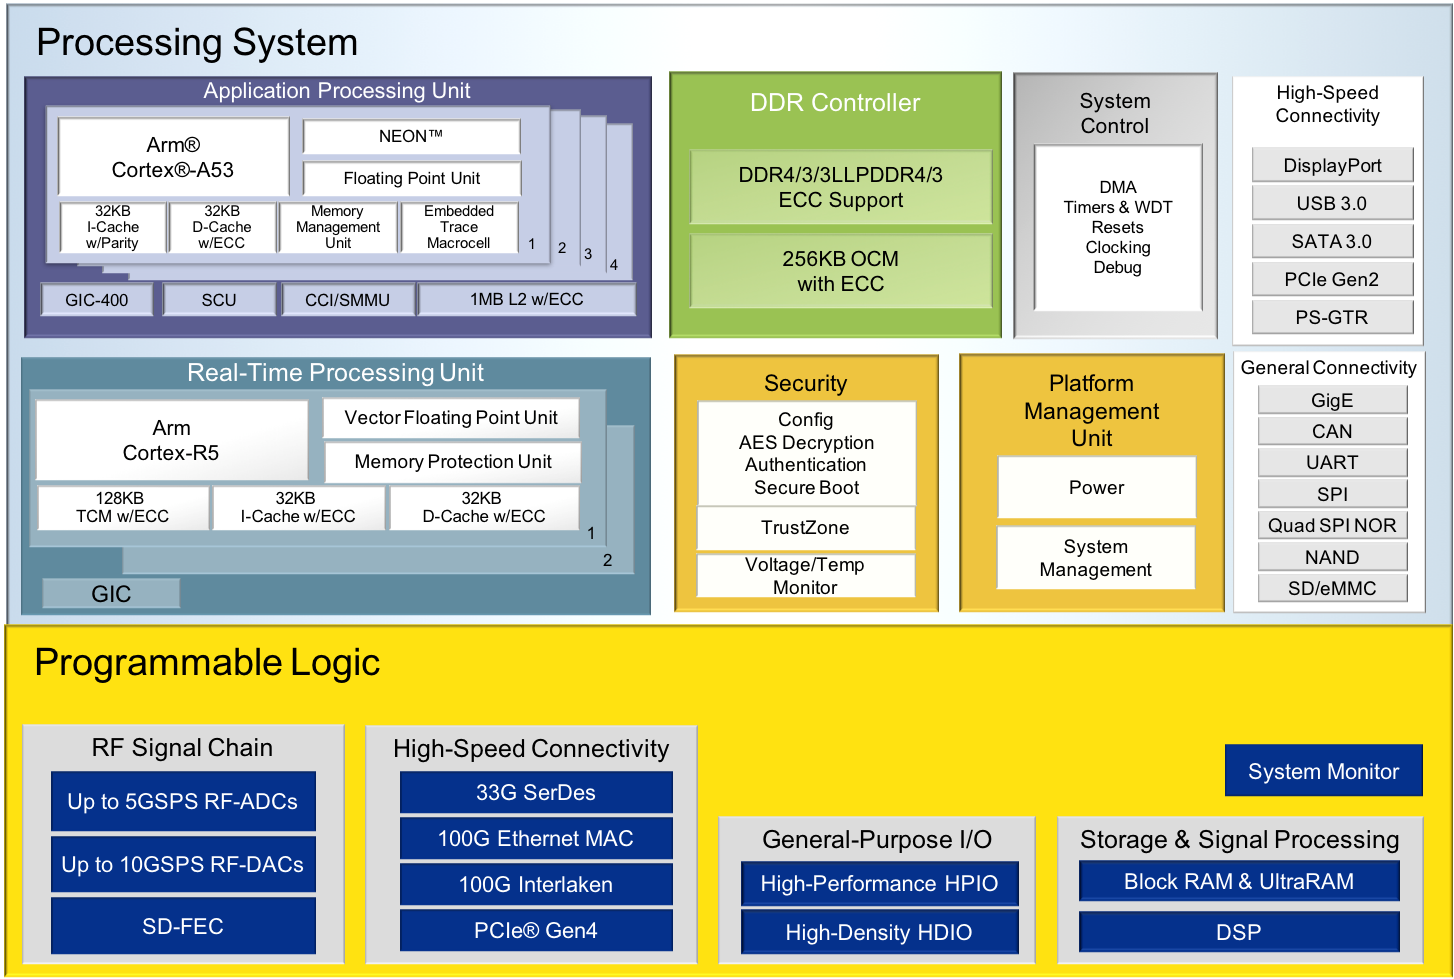 Processing System
Application Processing Unit
Arm®
Cortex®-A53
NEON™
Floating Point Unit
32KB
I-Cache
w/Parity
32KB
D-Cache
w/ECC
Memory
Management
Unit
Embedded
Trace
Macrocell
1
2
3
4
GIC-400
SCU
CCI/SMMU
1MB L2 w/ECC
DDR Controller
DDR4/3/3LLPDDR4/3
ECC Support
256KB OCM
with ECC
System
Control
DMA
Timers & WDT
Resets
Clocking
Debug
High-Speed
Connectivity
DisplayPort
USB 3.0
SATA 3.0
PCIe Gen2
PS-GTR
Real-Time Processing Unit
Arm
Cortex-R5
Vector Floating Point Unit
Memory Protection Unit
128KB
TCM w/ECC
32KB
I-Cache w/ECC
32KB
D-Cache w/ECC
1
2
GIC
Security
Config
AES Decryption
Authentication
Secure Boot
TrustZone
Voltage/Temp
Monitor
Platform
Management
Unit
Power
System
Management
General Connectivity
GigE
CAN
UART
SPI
Quad SPI NOR
NAND
SD/eMMC
Programmable Logic
RF Signal Chain
Up to 5GSPS RF-ADCs
Up to 10GSPS RF-DACs
SD-FEC
High-Speed Connectivity
33G SerDes
100G Ethernet MAC
100G Interlaken
PCIe® Gen4
General-Purpose I/O
High-Performance HPIO
High-Density HDIO
System Monitor
Storage & Signal Processing
Block RAM & UltraRAM
DSP